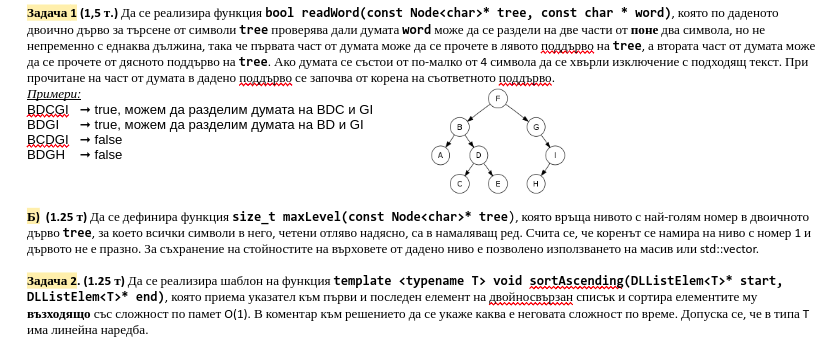 Задача 1 (1,5 т.) Да се реализира функция bool readWord(const Node<char>* tree, const char * word), която по даденото
двоично дърво за търсене от символи tree проверява дали думата word може да се раздели на две части от поне два символа, но не
непременно с еднаква дължина, така че първата част от думата може да се прочете в лявото поддърво на tree, а втората част от думата може
да се прочете от дясното поддърво на tree. Ако думата се състои от по-малко от 4 символа да се хвърли изключение с подходящ текст. При
прочитане на част от думата в дадено поддърво се започва от корена на съответното поддърво.
Примери:
BDCGI → true, можем да разделим думата на BDC и GI
BDGI → true, можем да разделим думата на BD и GI
BCDGI → false
BDGH → false
F
B G
A D I
C E H
Б) (1.25 т) Да се дефинира функция size_t maxLevel(const Node<char>* tree), която връща нивото с най-голям номер в двоичното
дърво tree, за което всички символи в него, четени отляво надясно, са в намаляващ ред. Счита се, че коренът се намира на ниво с номер 1 и
дървото не е празно. За съхранение на стойностите на върховете от дадено ниво е позволено използването на масив или std::vector.
Задача 2. (1.25 т) Да се реализира шаблон на функция template <typename T> void sortAscending(DLListElem<T>* start,
DLListElem<T>* end), която приема указател към първи и последен елемент на двойносвързан списък и сортира елементите му
възходящо със сложност по памет O(1). В коментар към решението да се укаже каква е неговата сложност по време. Допуска се, че в типа T
има линейна наредба.